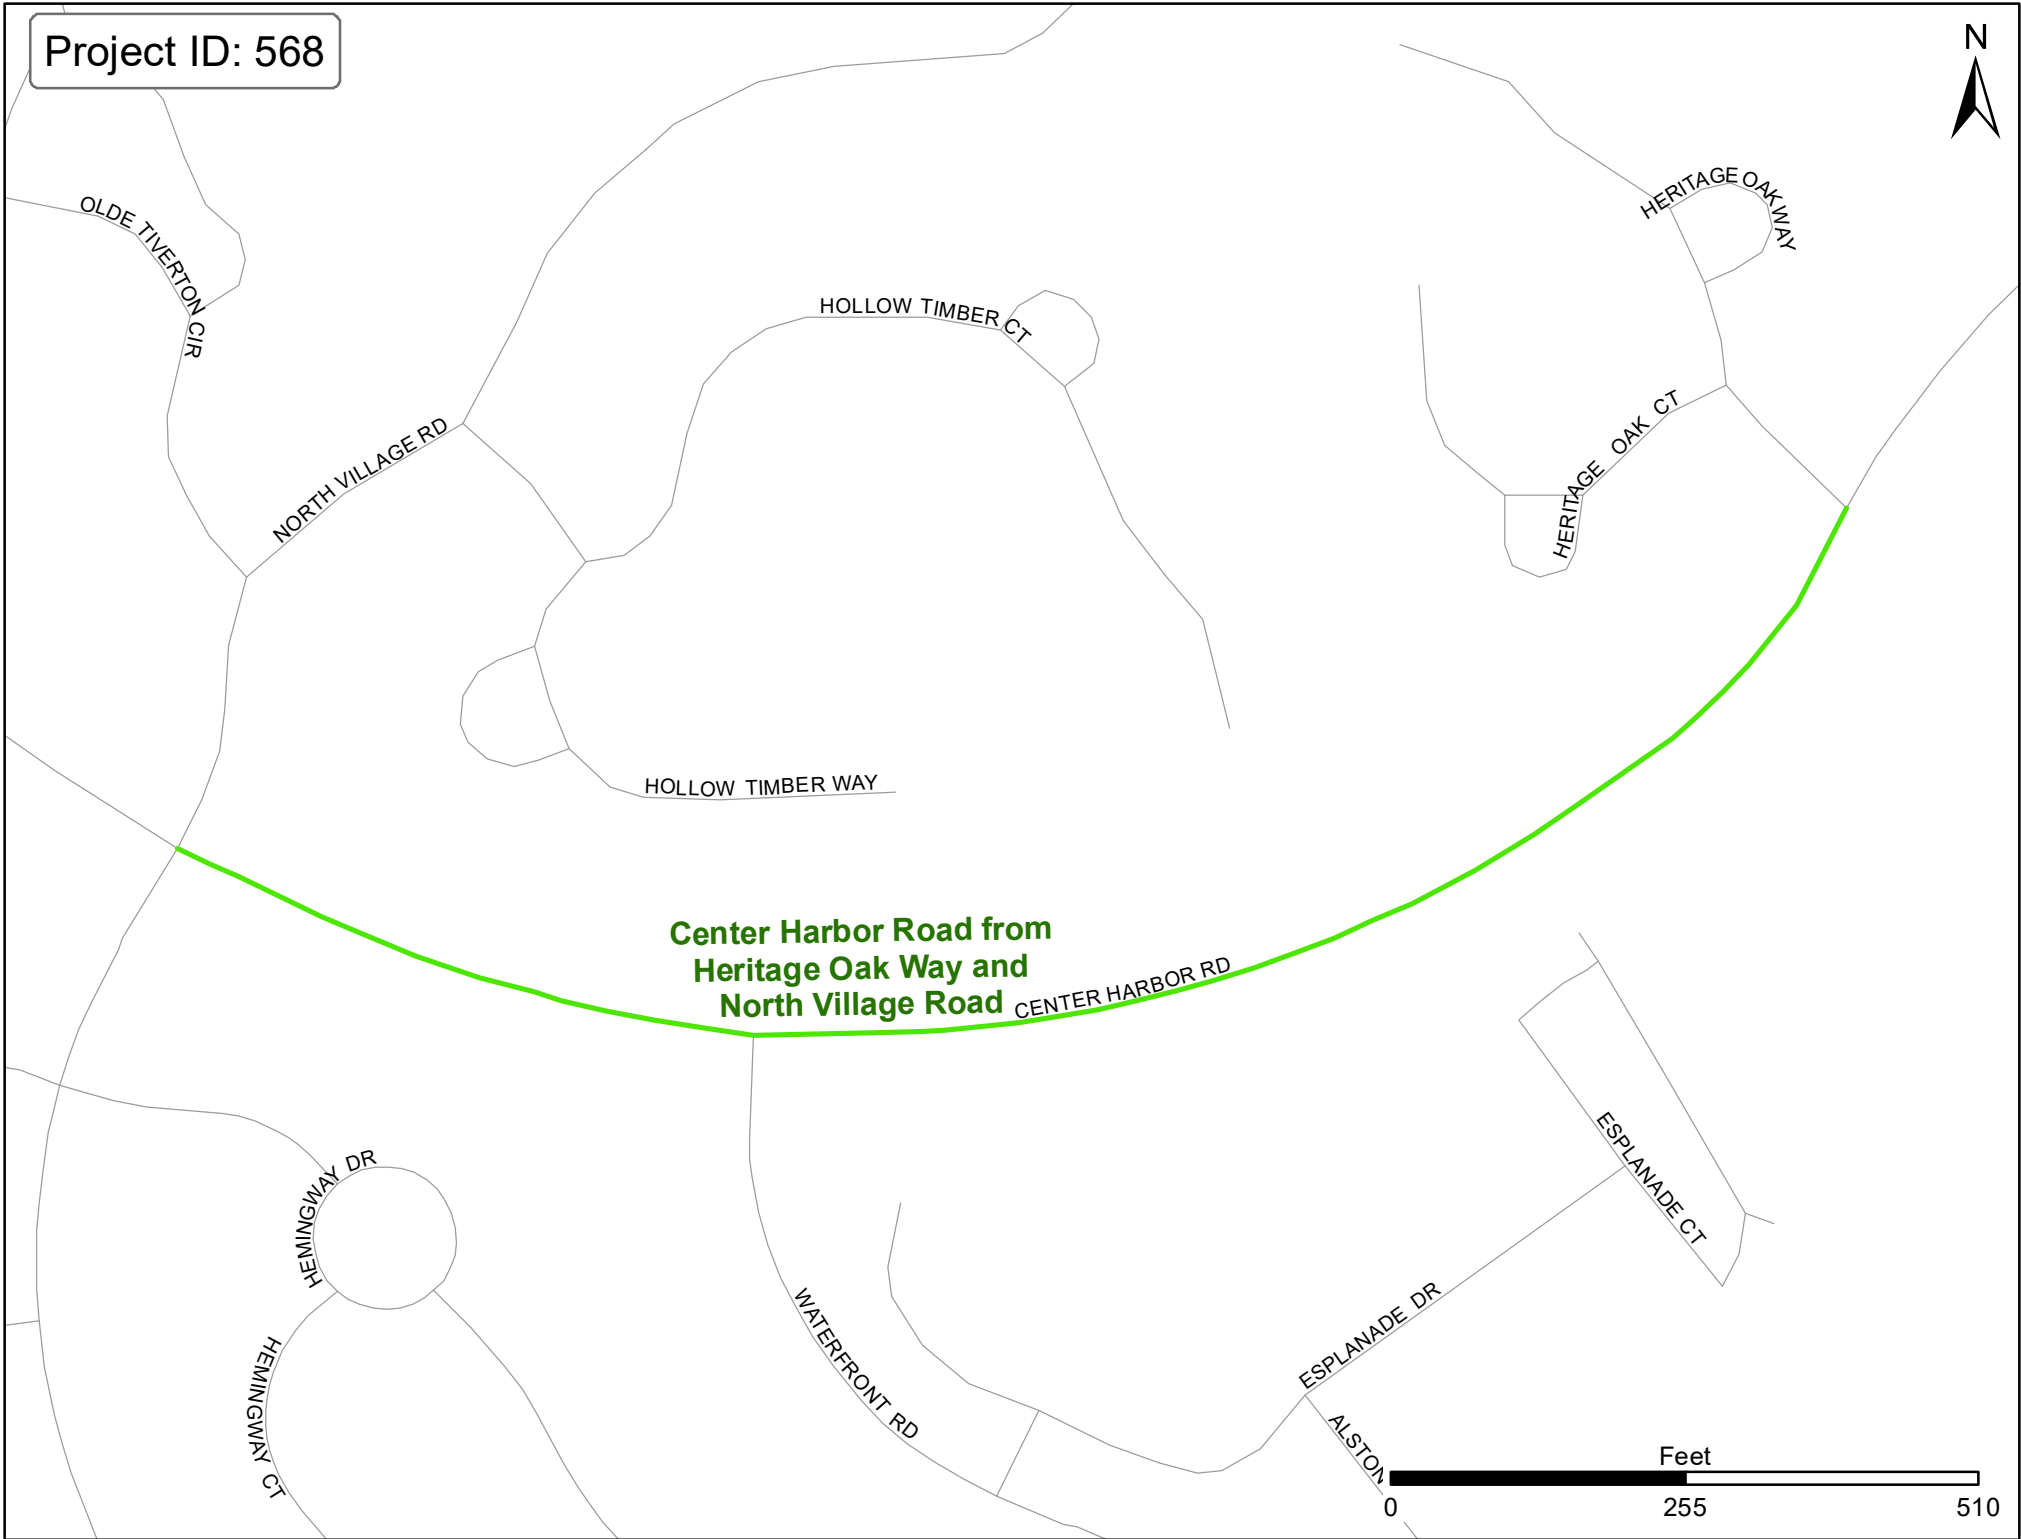 Project ID: 568
N
HERITAGE OAK WAY
OLDE TIVERTON CIR
HOLLOW TIMBER CT
HERITAGE OAK CT
NORTH VILLAGE RD
HOLLOW TIMBER WAY
Center Harbor Road from
Heritage Oak Way and
North Village Road
CENTER HARBOR RD
ESPLANADE CT
HEMINGWAY DR
WATERFRONT RD
ESPLANADE DR
HEMINGWAY CT
ALSTON
Feet
0 255 510